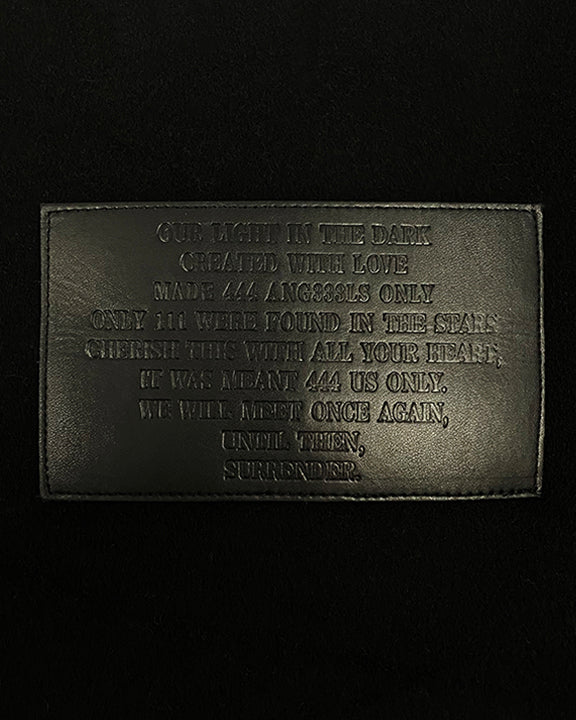 OUR LIGHT IN THE DARK
CREATED WITH LOVE
MADE 444 ANG333LS ONLY
ONLY 111 WERE FOUND IN THE STARS
CHERISH THIS WITH ALL YOUR HEART,
IT WAS MEANT 444 US ONLY.
WE WILL MEET ONCE AGAIN,
UNTIL THEN,
SURRENDER.